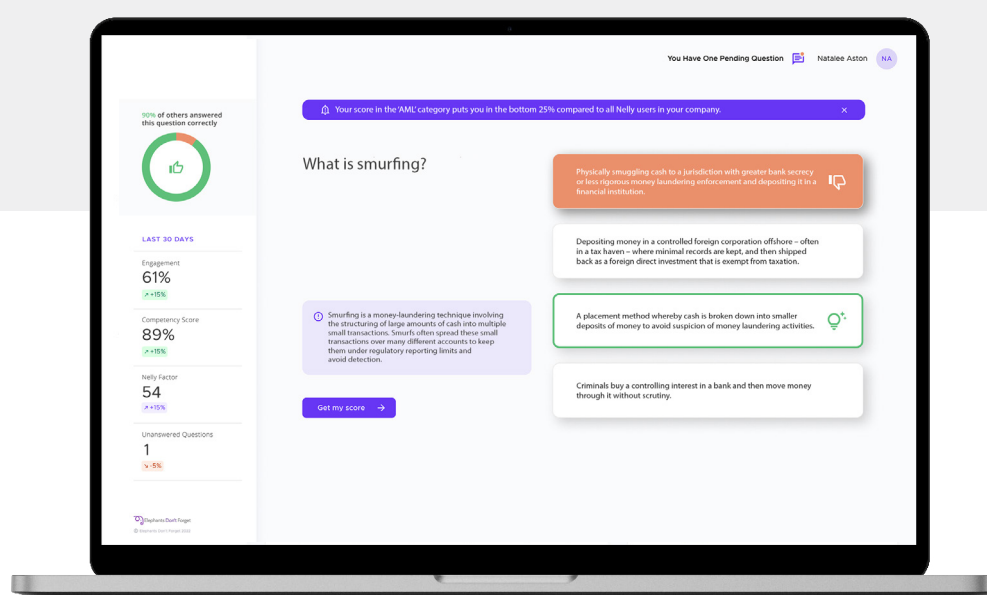 You Have One Pending Question
Natalee Aston
NA
90% of others answered
this question correctly
LAST 30 DAYS
Engagement
61%
+15%
Competency Score
89%
+15%
Nelly Factor
54
+15%
Unanswered Questions
1
-5%
Elephants Don't Forget
© Elephants Don't Forget
Your score in the 'AML' category puts you in the bottom 25% compared to all Nelly users in your company.
What is smurfing?
Smurfing is a money-laundering technique involving
the structuring of large amounts of cash into multiple
small transactions. Smurfs often spread these small
transactions over many different accounts to keep
them under regulatory reporting limits and
avoid detection.
Get my score
Physically smuggling cash to a jurisdiction with greater bank secrecy
or less rigorous money laundering enforcement and depositing it in a
financial institution.
Depositing money in a controlled foreign corporation offshore – often
in a tax haven – where minimal records are kept, and then shipped
back as a foreign direct investment that is exempt from taxation.
A placement method whereby cash is broken down into smaller
deposits of money to avoid suspicion of money laundering activities.
Criminals buy a controlling interest in a bank and then move money
through it without scrutiny.